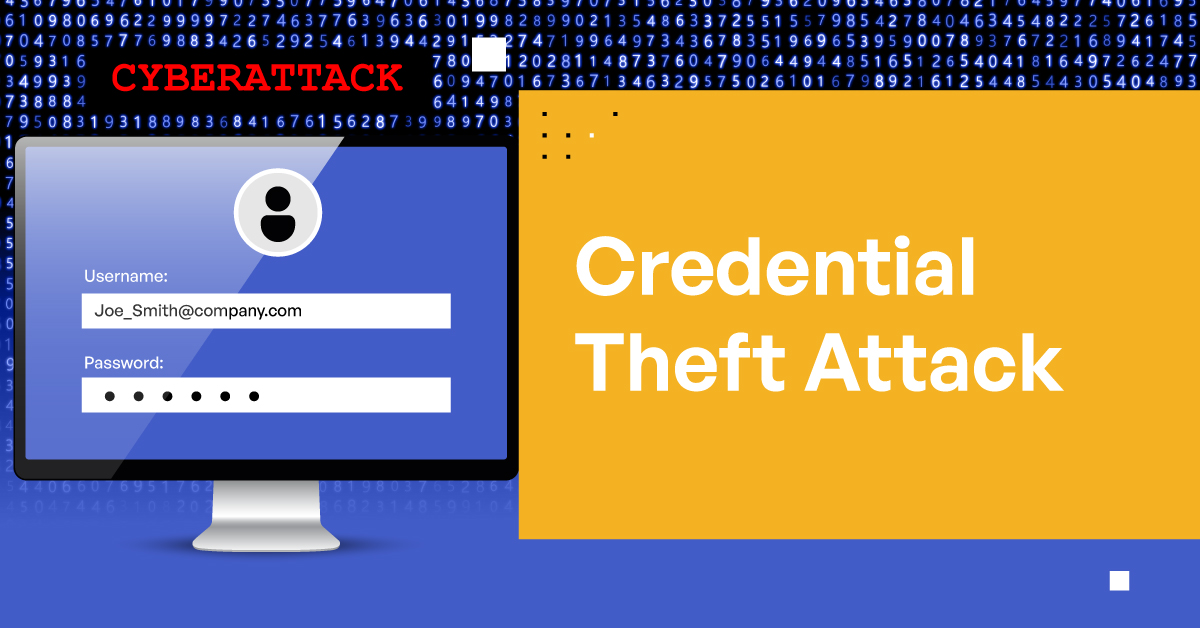 CYBERATTACK
Username:
Joe_Smith@company.com
Password:
Credential
Theft Attack